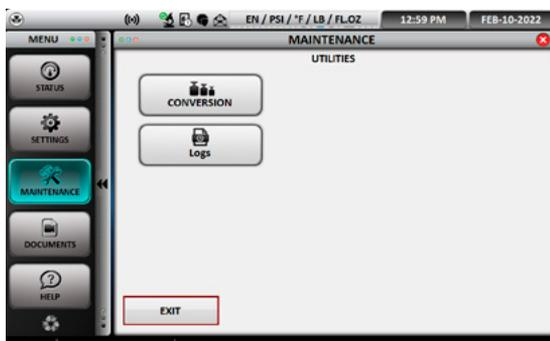 EN / PSI / °F / LB / FL.OZ 12:59 PM FEB-10-2022
MENU
MAINTENANCE
UTILITIES
STATUS
SETTINGS
MAINTENANCE
DOCUMENTS
HELP
CONVERSION
Logs
EXIT